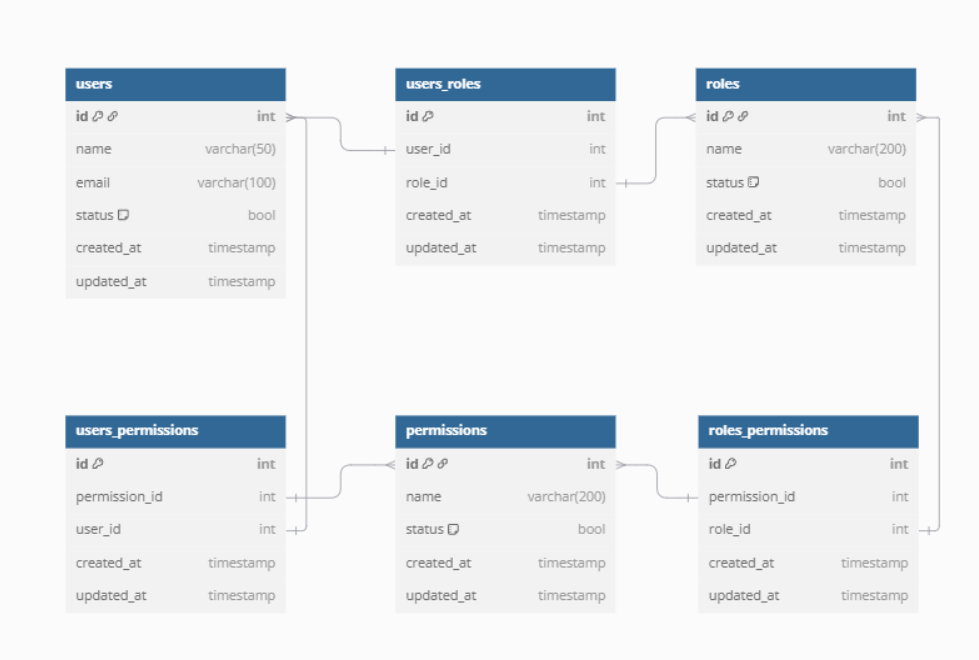 users
id int
name varchar(50)
email varchar(100)
status bool
created_at timestamp
updated_at timestamp
users_roles
id int
user_id int
role_id int
created_at timestamp
updated_at timestamp
roles
id int
name varchar(200)
status bool
created_at timestamp
updated_at timestamp
users_permissions
id int
permission_id int
user_id int
created_at timestamp
updated_at timestamp
permissions
id int
name varchar(200)
status bool
created_at timestamp
updated_at timestamp
roles_permissions
id int
permission_id int
role_id int
created_at timestamp
updated_at timestamp